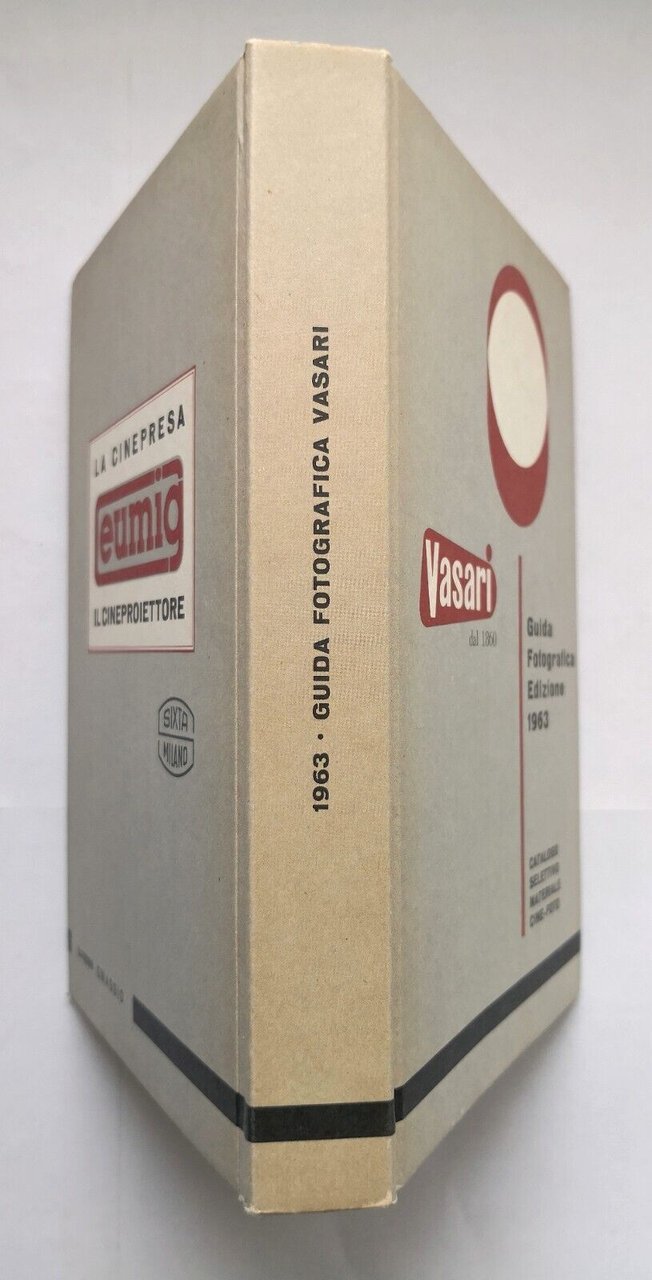 LA CINEPRESA
eumig
IL CINEPROIETTORE
SIXTA
MILANO
OMAGGIO
1963 · GUIDA FOTOGRAFICA VASARI
Vasari
dal 1860
Guida
Fotografica
Edizione
1963
CATALOGO
SELETTIVO
MATERIALE
CINE-FOTO